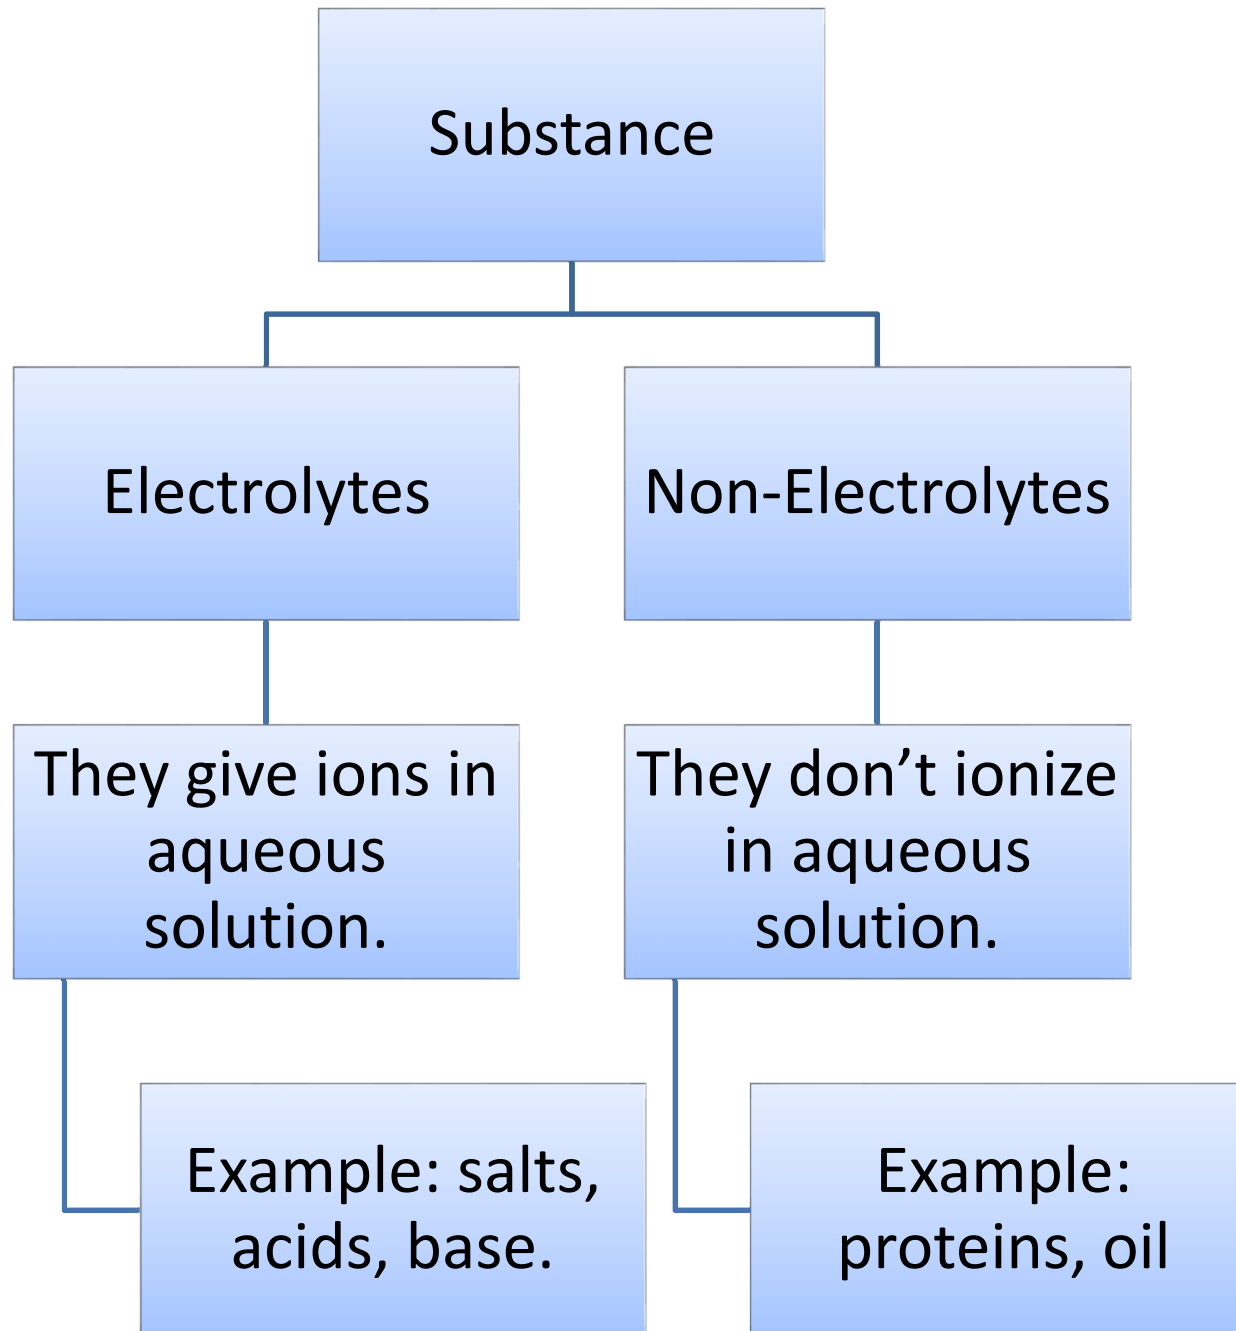 Substance
Electrolytes
Non-Electrolytes
They give ions in
aqueous
solution.
They don’t ionize
in aqueous
solution.
Example: salts,
acids, base.
Example:
proteins, oil